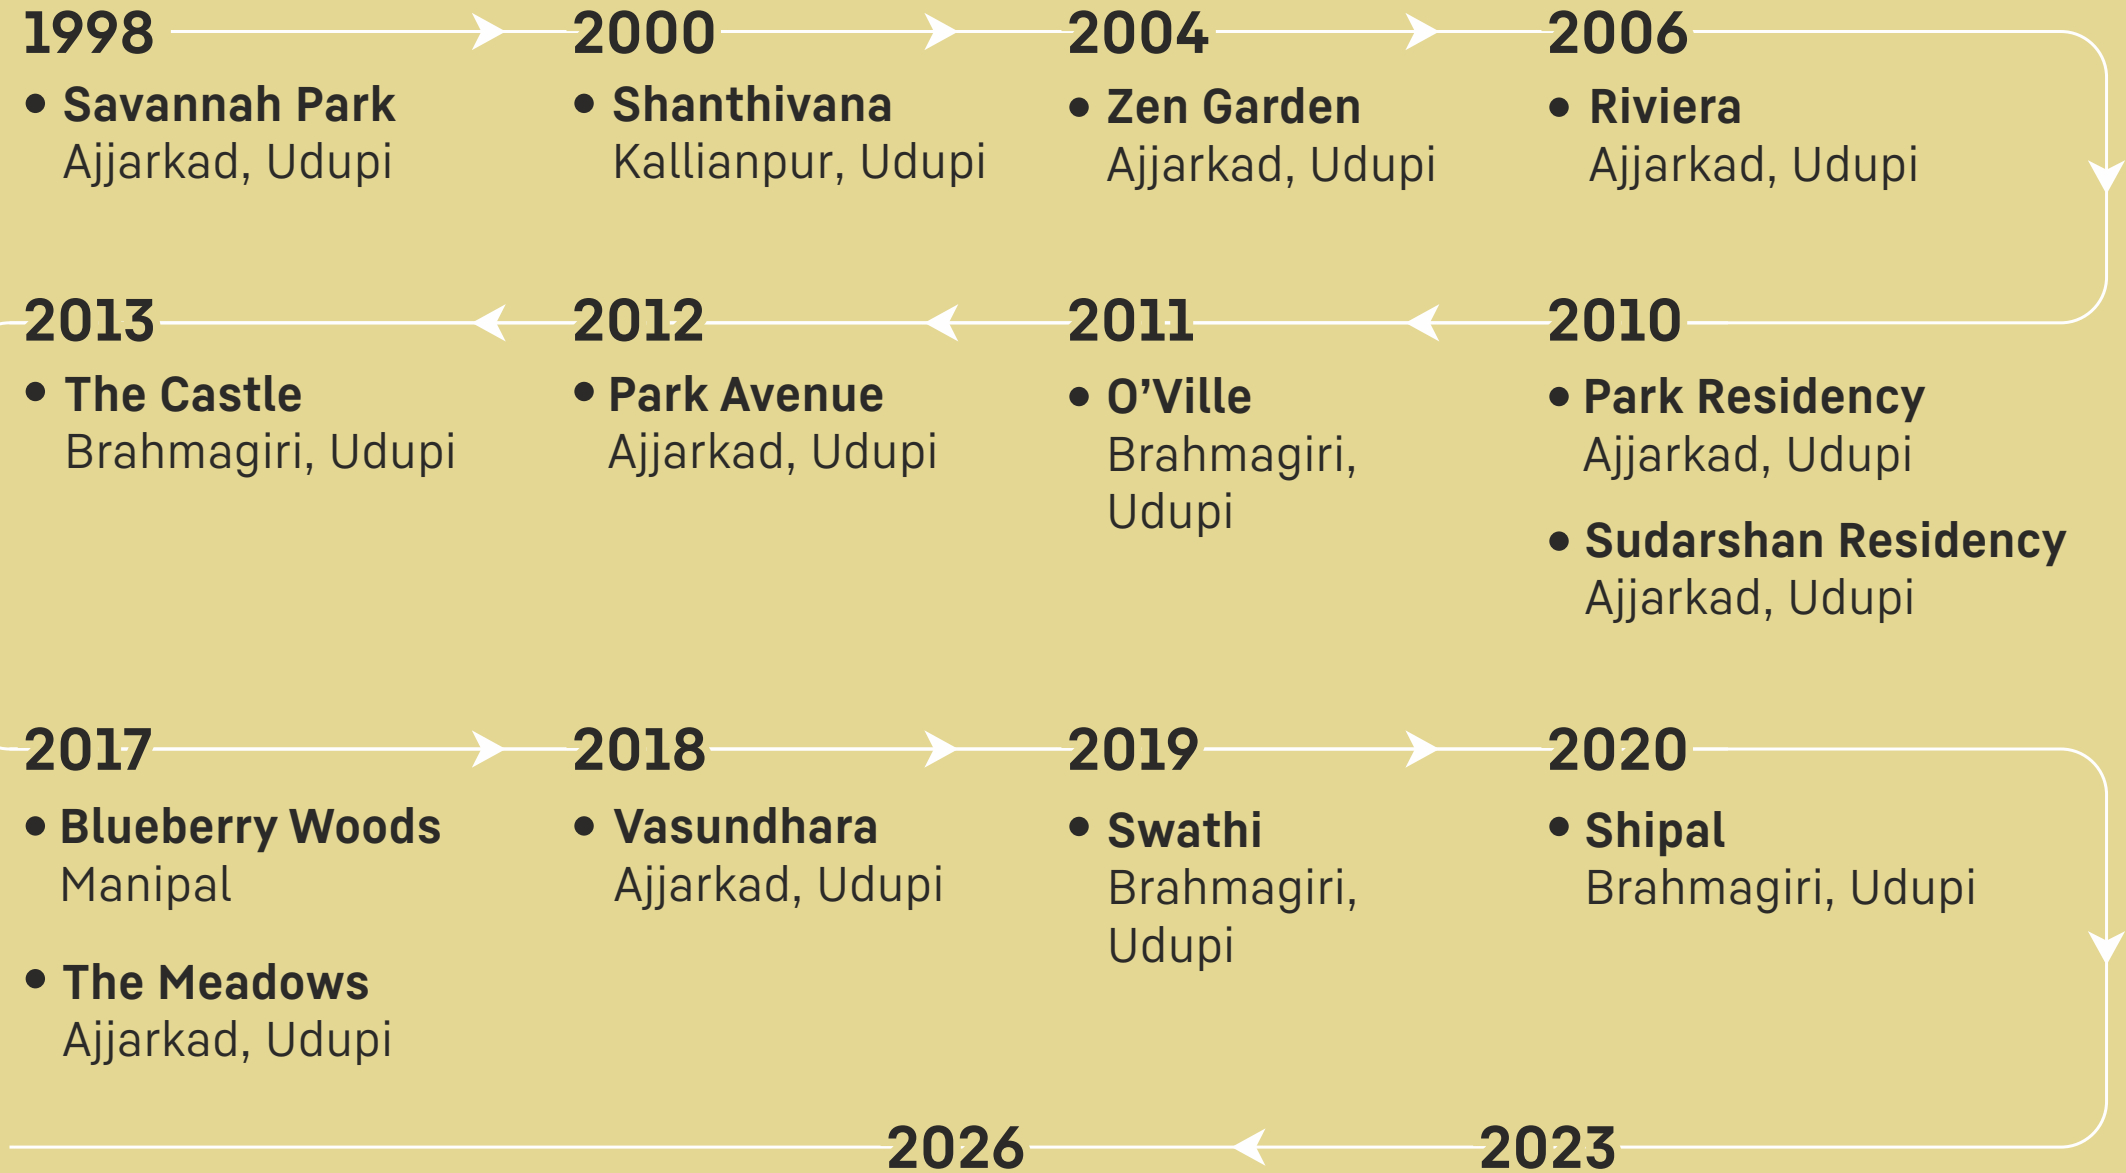 1998
• Savannah Park
Ajjarkad, Udupi
2000
• Shanthivana
Kallianpur, Udupi
2004
• Zen Garden
Ajjarkad, Udupi
2006
• Riviera
Ajjarkad, Udupi
2010
• Park Residency
Ajjarkad, Udupi
• Sudarshan Residency
Ajjarkad, Udupi
2011
• O’Ville
Brahmagiri,
Udupi
2012
• Park Avenue
Ajjarkad, Udupi
2013
• The Castle
Brahmagiri, Udupi
2017
• Blueberry Woods
Manipal
• The Meadows
Ajjarkad, Udupi
2018
• Vasundhara
Ajjarkad, Udupi
2019
• Swathi
Brahmagiri,
Udupi
2020
• Shipal
Brahmagiri, Udupi
2023
2026